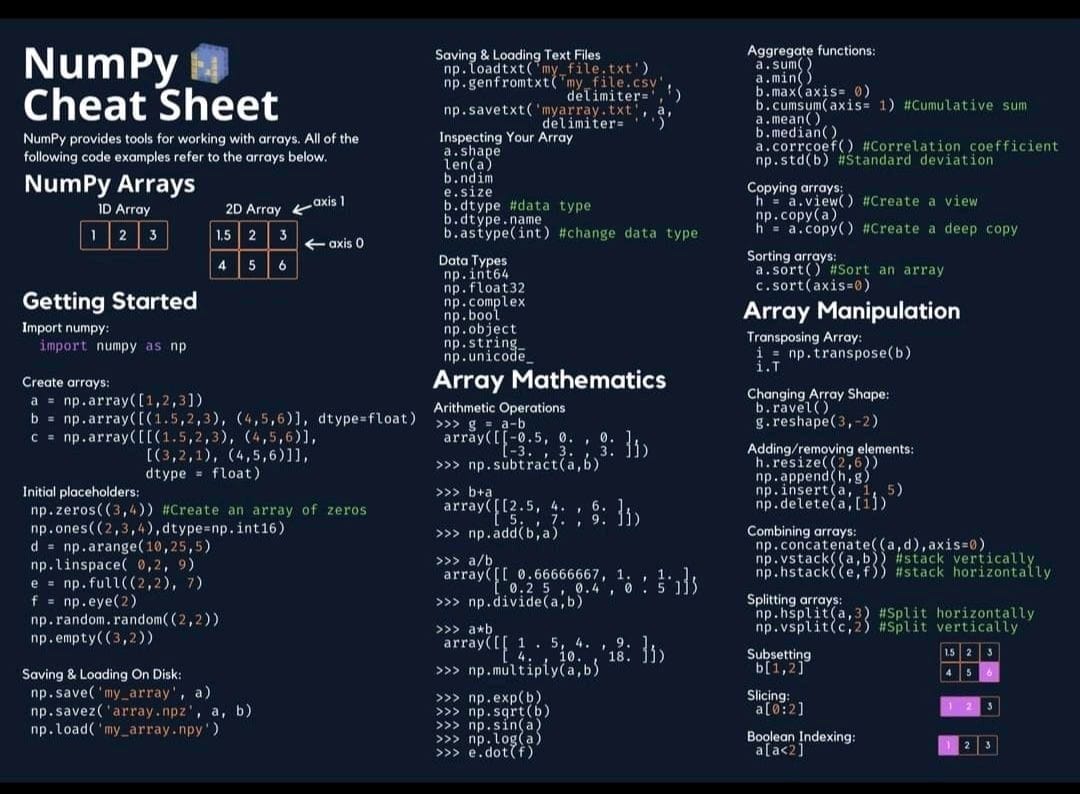 NumPy
Cheat Sheet
NumPy provides tools for working with arrays. All of the
following code examples refer to the arrays below.
NumPy Arrays
1D Array
1 2 3
2D Array
axis 1
1.5 2 3
axis 0
4 5 6
Getting Started
Import numpy:
import numpy as np
Create arrays:
a = np.array([1,2,3])
b = np.array([(1.5,2,3), (4,5,6)], dtype=float)
c = np.array([[(1.5,2,3), (4,5,6)],
[(3,2,1), (4,5,6)]],
dtype = float)
Initial placeholders:
np.zeros((3,4)) #Create an array of zeros
np.ones((2,3,4),dtype=np.int16)
d = np.arange(10,25,5)
np.linspace( 0,2, 9)
e = np.full((2,2), 7)
f = np.eye(2)
np.random.random((2,2))
np.empty((3,2))
Saving & Loading On Disk:
np.save('my_array', a)
np.savez('array.npz', a, b)
np.load('my_array.npy')
Saving & Loading Text Files
np.loadtxt('my_file.txt')
np.genfromtxt('my_file.csv',
delimiter=',')
np.savetxt('myarray.txt', a,
delimiter= ' ')
Inspecting Your Array
a.shape
len(a)
b.ndim
e.size
b.dtype #data type
b.dtype.name
b.astype(int) #change data type
Data Types
np.int64
np.float32
np.complex
np.bool
np.object
np.string_
np.unicode_
Array Mathematics
Arithmetic Operations
>>> g = a-b
array([[-0.5, 0. , 0. ],
[-3. , 3. , 3. ]])
>>> np.subtract(a,b)
>>> b+a
array([[2.5, 4. , 6. ],
[ 5. , 7. , 9. ]])
>>> np.add(b,a)
>>> a/b
array([[ 0.66666667, 1. , 1. ],
[ 0.2 5 , 0.4 , 0 . 5 ]])
>>> np.divide(a,b)
>>> a*b
array([[ 1 . 5, 4. , 9. ],
[ 4. , 10. , 18. ]])
>>> np.multiply(a,b)
>>> np.exp(b)
>>> np.sqrt(b)
>>> np.sin(a)
>>> np.log(a)
>>> e.dot(f)
Aggregate functions:
a.sum()
a.min()
b.max(axis= 0)
b.cumsum(axis= 1) #Cumulative sum
a.mean()
b.median()
a.corrcoef() #Correlation coefficient
np.std(b) #Standard deviation
Copying arrays:
h = a.view() #Create a view
np.copy(a)
h = a.copy() #Create a deep copy
Sorting arrays:
a.sort() #Sort an array
c.sort(axis=0)
Array Manipulation
Transposing Array:
i = np.transpose(b)
i.T
Changing Array Shape:
b.ravel()
g.reshape(3,-2)
Adding/removing elements:
h.resize((2,6))
np.append(h,g)
np.insert(a, 1, 5)
np.delete(a,[1])
Combining arrays:
np.concatenate((a,d),axis=0)
np.vstack((a,b)) #stack vertically
np.hstack((e,f)) #stack horizontally
Splitting arrays:
np.hsplit(a,3) #Split horizontally
np.vsplit(c,2) #Split vertically
Subsetting
b[1,2]
1.5 2 3
4 5 6
Slicing:
a[0:2]
1 2 3
Boolean Indexing:
a[a<2]
1 2 3